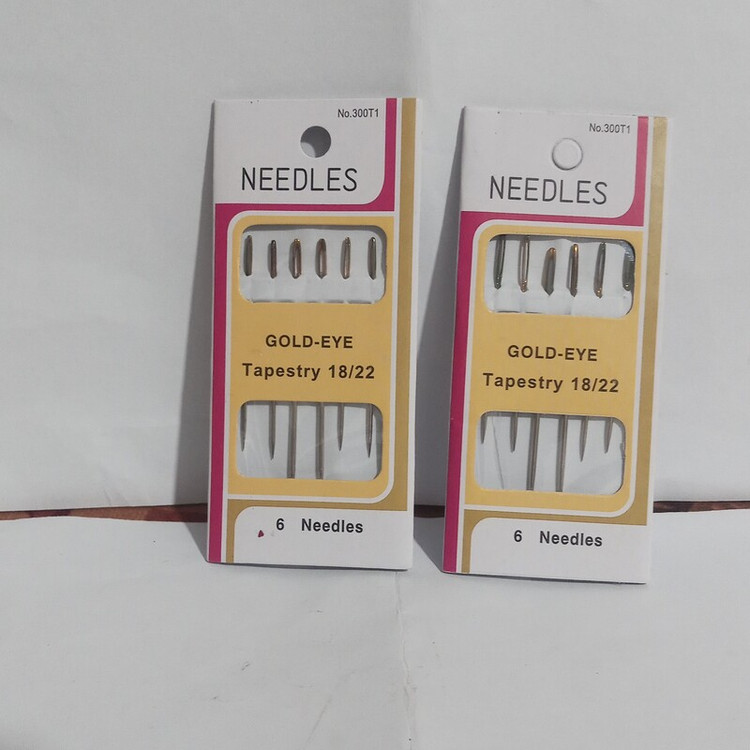 No.300T1
NEEDLES
GOLD-EYE
Tapestry 18/22
6 Needles
No.300T1
NEEDLES
GOLD-EYE
Tapestry 18/22
6 Needles